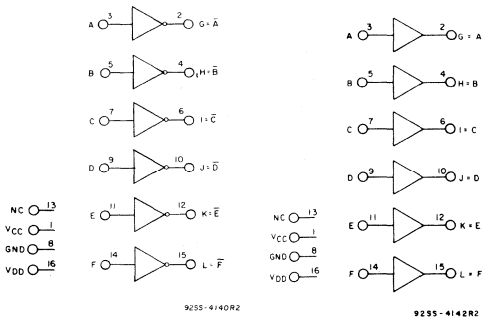 3 2
A G = A̅
5 4
B H = B̅
7 6
C I = C̅
9 10
D J = D̅
11 12
E K = E̅
14 15
F L = F̅
NC 13
VCC 1
GND 8
VDD 16
92SS-4140R2
3 2
A G = A
5 4
B H = B
7 6
C I = C
9 10
D J = D
11 12
E K = E
14 15
F L = F
NC 13
VCC 1
GND 8
VDD 16
92SS-4142R2